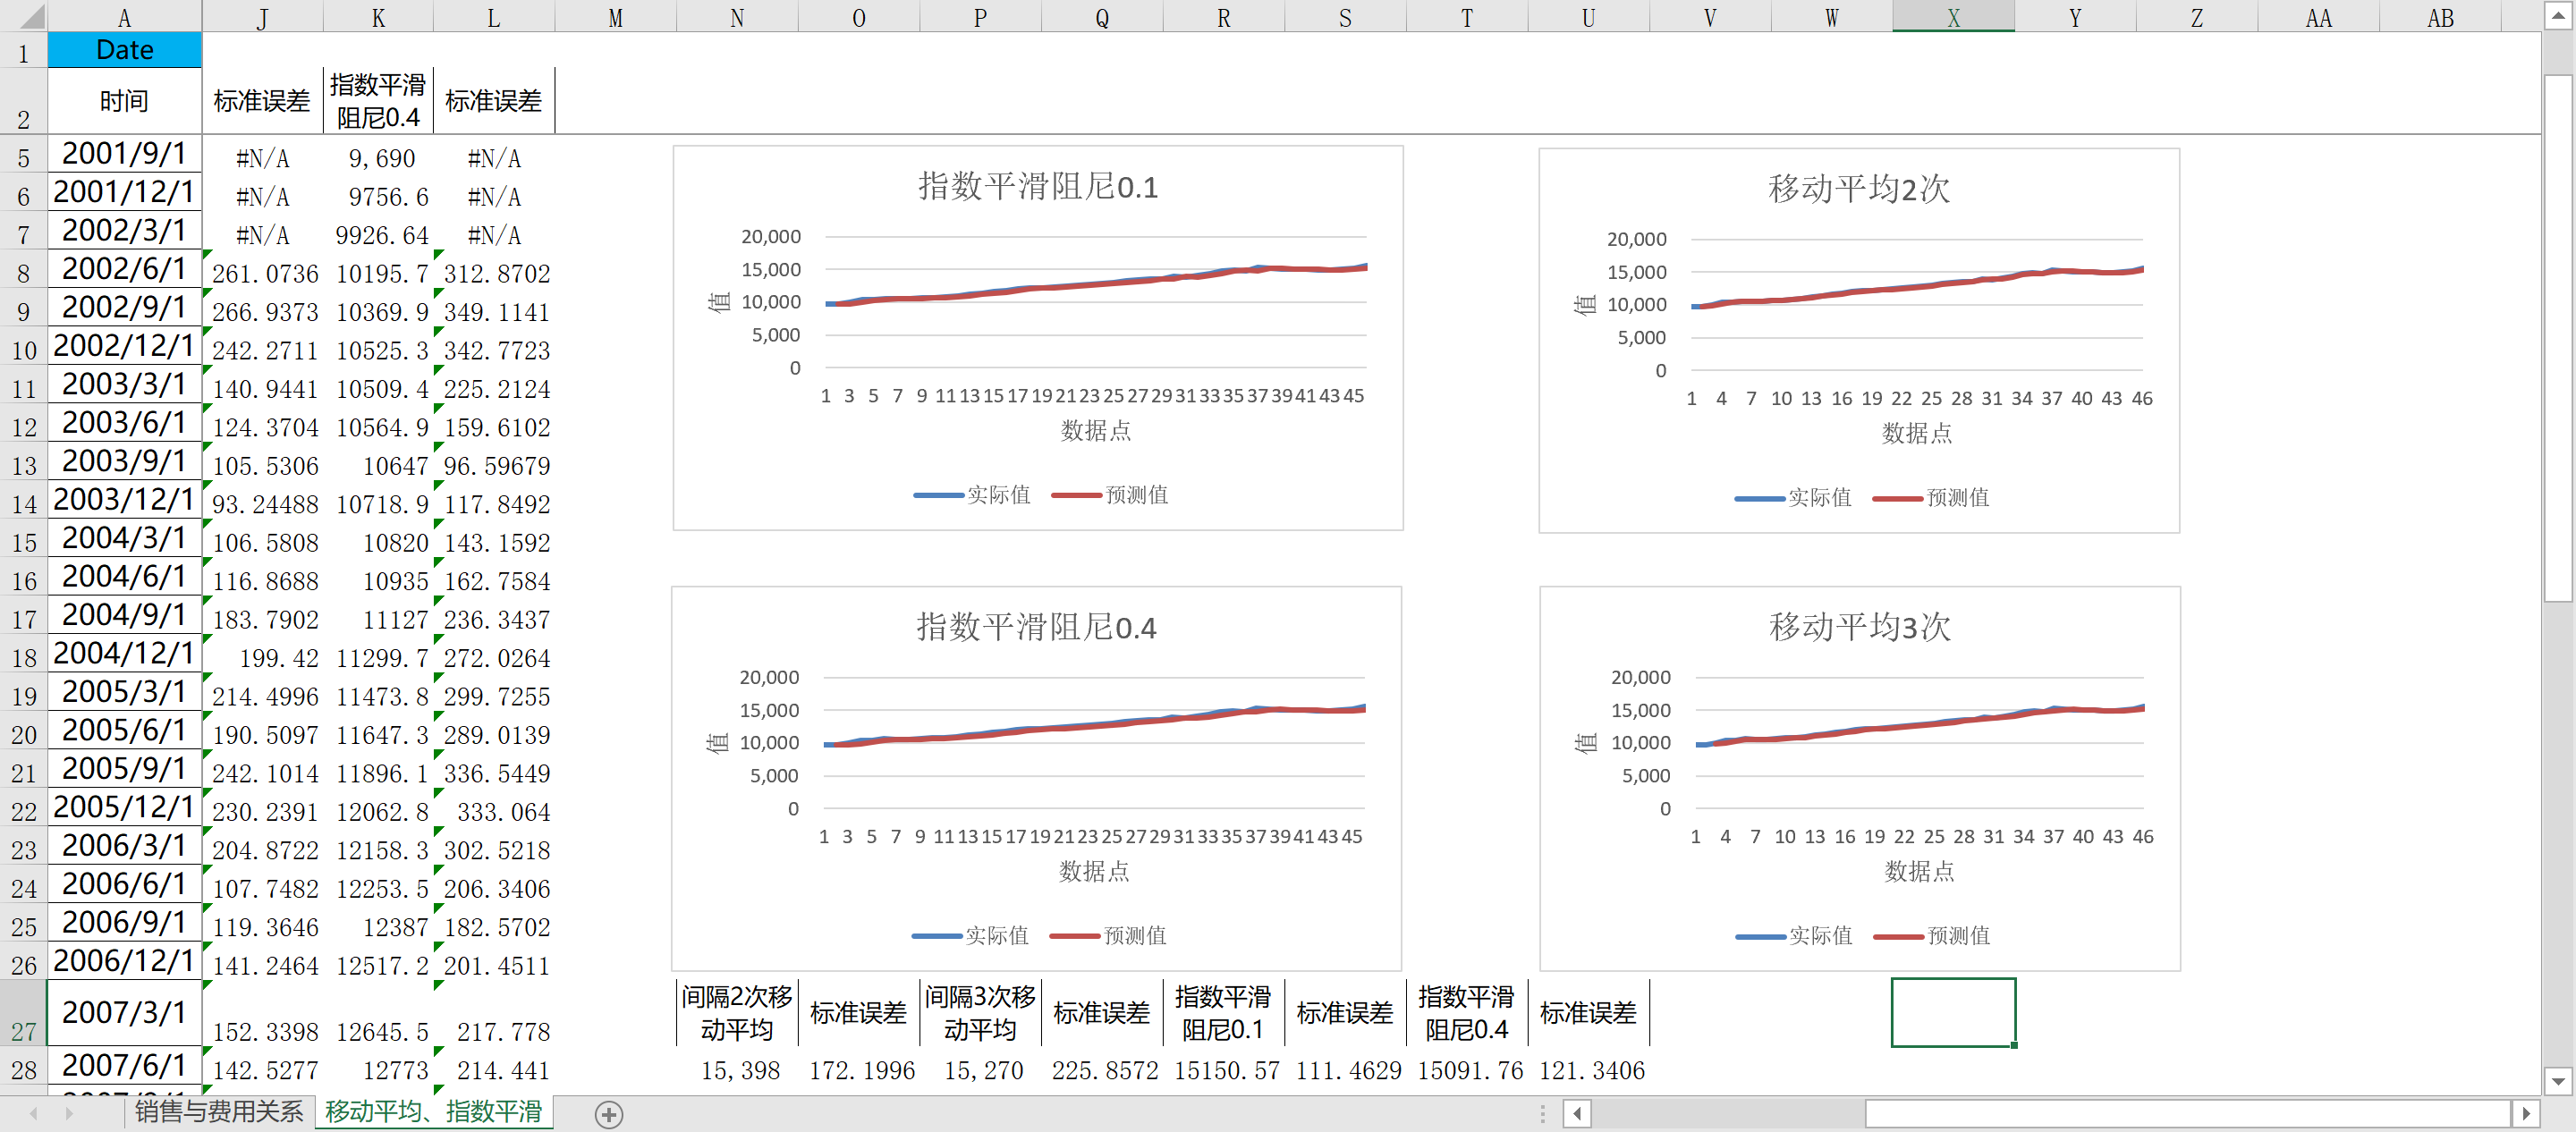 A J K L M N O P Q R S T U V W X Y Z AA AB
1 Date
2 时间 标准误差 指数平滑阻尼0.4 标准误差
5 2001/9/1 #N/A 9,690 #N/A
6 2001/12/1 #N/A 9756.6 #N/A
7 2002/3/1 #N/A 9926.64 #N/A
8 2002/6/1 261.0736 10195.7 312.8702
9 2002/9/1 266.9373 10369.9 349.1141
10 2002/12/1 242.2711 10525.3 342.7723
11 2003/3/1 140.9441 10509.4 225.2124
12 2003/6/1 124.3704 10564.9 159.6102
13 2003/9/1 105.5306 10647 96.59679
14 2003/12/1 93.24488 10718.9 117.8492
15 2004/3/1 106.5808 10820 143.1592
16 2004/6/1 116.8688 10935 162.7584
17 2004/9/1 183.7902 11127 236.3437
18 2004/12/1 199.42 11299.7 272.0264
19 2005/3/1 214.4996 11473.8 299.7255
20 2005/6/1 190.5097 11647.3 289.0139
21 2005/9/1 242.1014 11896.1 336.5449
22 2005/12/1 230.2391 12062.8 333.064
23 2006/3/1 204.8722 12158.3 302.5218
24 2006/6/1 107.7482 12253.5 206.3406
25 2006/9/1 119.3646 12387 182.5702
26 2006/12/1 141.2464 12517.2 201.4511
27 2007/3/1 152.3398 12645.5 217.778
28 2007/6/1 142.5277 12773 214.441
指数平滑阻尼0.1
20,000
15,000
10,000
5,000
0
值
1 3 5 7 9 11 13 15 17 19 21 23 25 27 29 31 33 35 37 39 41 43 45
数据点
实际值 预测值
移动平均2次
20,000
15,000
10,000
5,000
0
值
1 4 7 10 13 16 19 22 25 28 31 34 37 40 43 46
数据点
实际值 预测值
指数平滑阻尼0.4
20,000
15,000
10,000
5,000
0
值
1 3 5 7 9 11 13 15 17 19 21 23 25 27 29 31 33 35 37 39 41 43 45
数据点
实际值 预测值
移动平均3次
20,000
15,000
10,000
5,000
0
值
1 4 7 10 13 16 19 22 25 28 31 34 37 40 43 46
数据点
实际值 预测值
间隔2次移动平均 标准误差 间隔3次移动平均 标准误差 指数平滑阻尼0.1 标准误差 指数平滑阻尼0.4 标准误差
15,398 172.1996 15,270 225.8572 15150.57 111.4629 15091.76 121.3406
销售与费用关系 移动平均、指数平滑